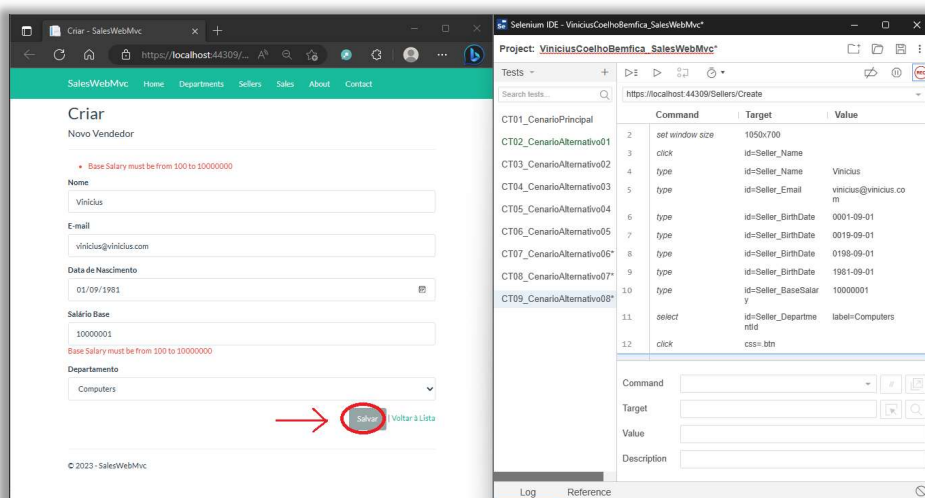 Criar - SalesWebMvc
https://localhost:44309/...
SalesWebMvc Home Departments Sellers Sales About Contact
Criar
Novo Vendedor
Base Salary must be from 100 to 10000000
Nome
Vinicius
E-mail
vinicius@vinicius.com
Data de Nascimento
01/09/1981
Salário Base
10000001
Base Salary must be from 100 to 10000000
Departamento
Computers
Salvar | Voltar à Lista
© 2023 - SalesWebMvc
Selenium IDE - ViniciusCoelhoBemfica_SalesWebMvc*
Project: ViniciusCoelhoBemfica_SalesWebMvc*
Tests
Search tests...
https://localhost:44309/Sellers/Create
CT01_CenarioPrincipal
CT02_CenarioAlternativo01
CT03_CenarioAlternativo02
CT04_CenarioAlternativo03
CT05_CenarioAlternativo04
CT06_CenarioAlternativo05
CT07_CenarioAlternativo06*
CT08_CenarioAlternativo07*
CT09_CenarioAlternativo08*
Command Target Value
2 set window size 1050x700
3 click id=Seller_Name
4 type id=Seller_Name Vinicius
5 type id=Seller_Email vinicius@vinicius.co
m
6 type id=Seller_BirthDate 0001-09-01
7 type id=Seller_BirthDate 0019-09-01
8 type id=Seller_BirthDate 0198-09-01
9 type id=Seller_BirthDate 1981-09-01
10 type id=Seller_BaseSalar 10000001
y
11 select id=Seller_Departme label=Computers
ntId
12 click css=.btn
Command
Target
Value
Description
Log Reference